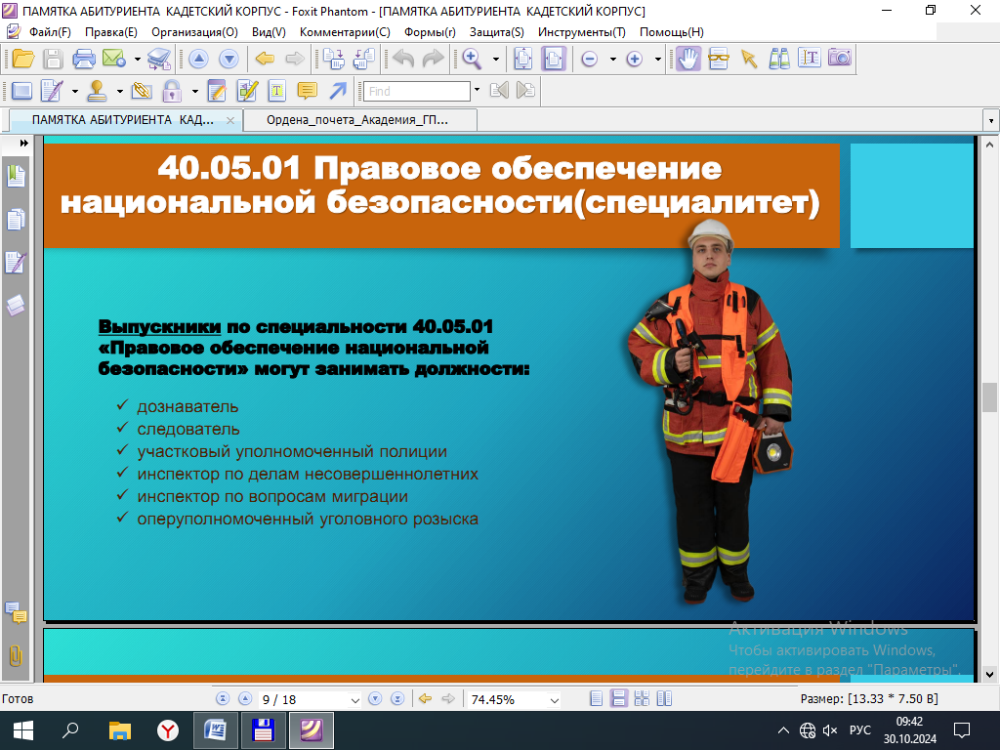 ПАМЯТКА АБИТУРИЕНТА  КАДЕТСКИЙ КОРПУС - Foxit Phantom - [ПАМЯТКА АБИТУРИЕНТА  КАДЕТСКИЙ КОРПУС]
Файл(F) Правка(E) Организация(O) Вид(V) Комментарии(C) Формы(r) Защита(S) Инструменты(T) Помощь(H)
Find
ПАМЯТКА АБИТУРИЕНТА  КАД... Ордена_почета_Академия_ГП...
40.05.01 Правовое обеспечение
национальной безопасности(специалитет)
Выпускники по специальности 40.05.01
«Правовое обеспечение национальной
безопасности» могут занимать должности:
✓ дознаватель
✓ следователь
✓ участковый уполномоченный полиции
✓ инспектор по делам несовершеннолетних
✓ инспектор по вопросам миграции
✓ оперуполномоченный уголовного розыска
Активация Windows
Чтобы активировать Windows,
перейдите в раздел "Параметры".
Готов 9 / 18 74.45% Размер: [13.33 * 7.50 В]
РУС 09:42
30.10.2024